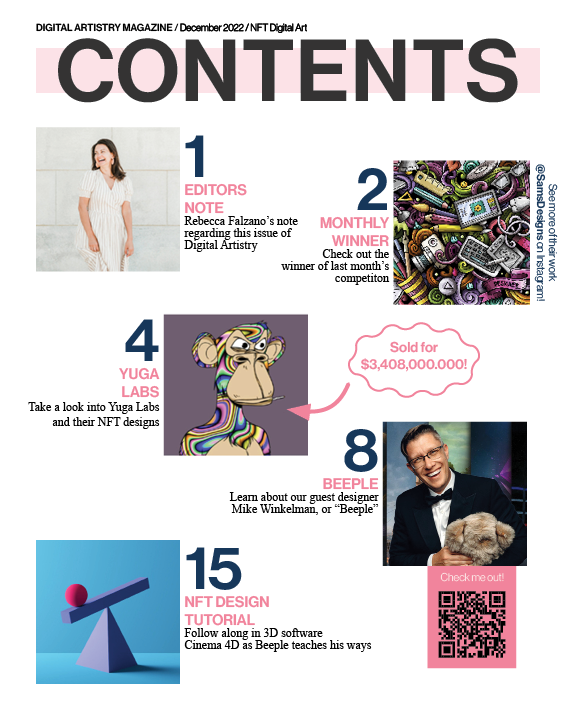 DIGITAL ARTISTRY MAGAZINE / December 2022 / NFT Digital Art
CONTENTS
1
EDITORS
NOTE
Rebecca Falzano's note
regarding this issue of
Digital Artistry
2
MONTHLY
WINNER
Check out the
winner of last month's
competiton
See more of their work
@SamsDesigns on Instagram!
4
YUGA
LABS
Take a look into Yuga Labs
and their NFT designs
Sold for
$3,408,000.000!
8
BEEPLE
Learn about our guest designer
Mike Winkelman, or “Beeple”
Check me out!
15
NFT DESIGN
TUTORIAL
Follow along in 3D software
Cinema 4D as Beeple teaches his ways